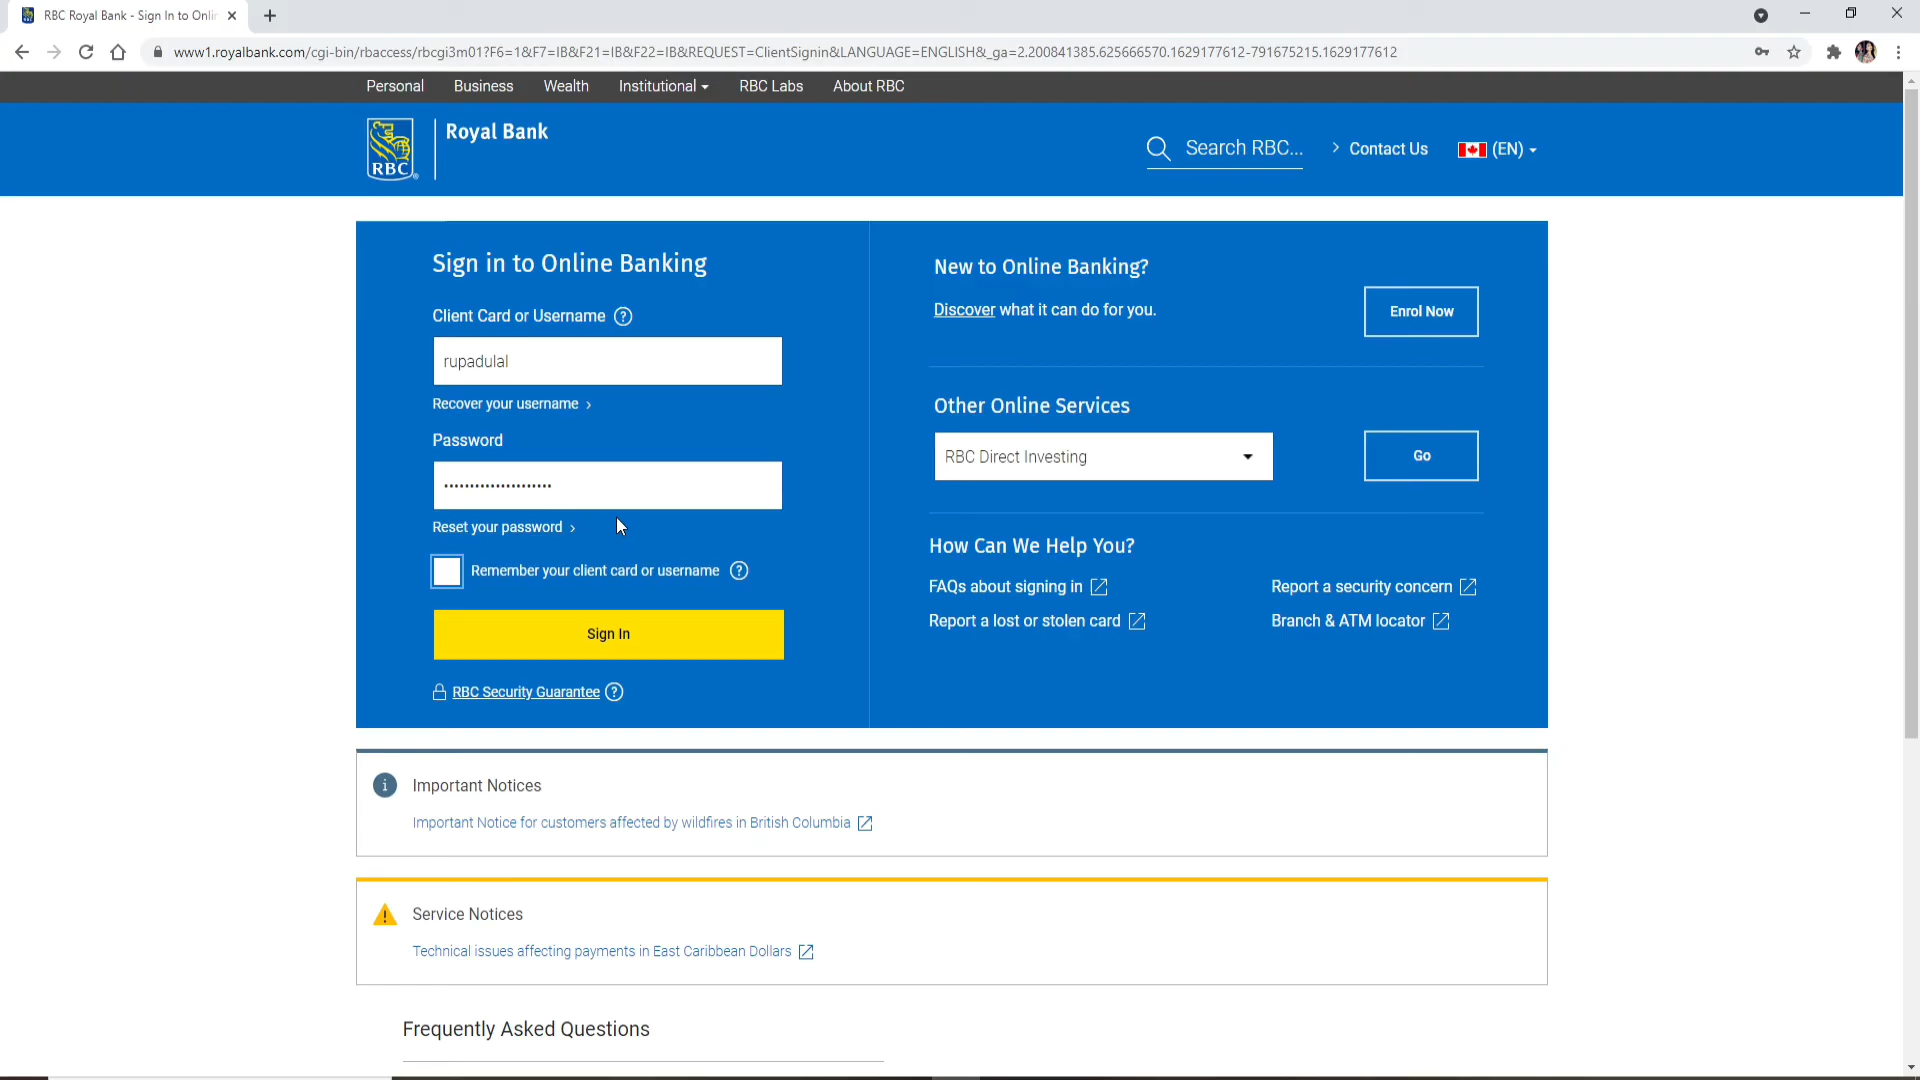 RBC Royal Bank - Sign In to Onlin
www1.royalbank.com/cgi-bin/rbaccess/rbcgi3m01?F6=1&F7=IB&F21=IB&F22=IB&REQUEST=ClientSignin&LANGUAGE=ENGLISH&_ga=2.200841385.625666570.1629177612-791675215.1629177612
Personal Business Wealth Institutional RBC Labs About RBC
RBC
Royal Bank
Search RBC... Contact Us (EN)
Sign in to Online Banking
Client Card or Username
rupadulal
Recover your username
Password
Reset your password
Remember your client card or username
Sign In
RBC Security Guarantee
New to Online Banking?
Discover what it can do for you.
Enrol Now
Other Online Services
RBC Direct Investing
Go
How Can We Help You?
FAQs about signing in
Report a security concern
Report a lost or stolen card
Branch & ATM locator
Important Notices
Important Notice for customers affected by wildfires in British Columbia
Service Notices
Technical issues affecting payments in East Caribbean Dollars
Frequently Asked Questions